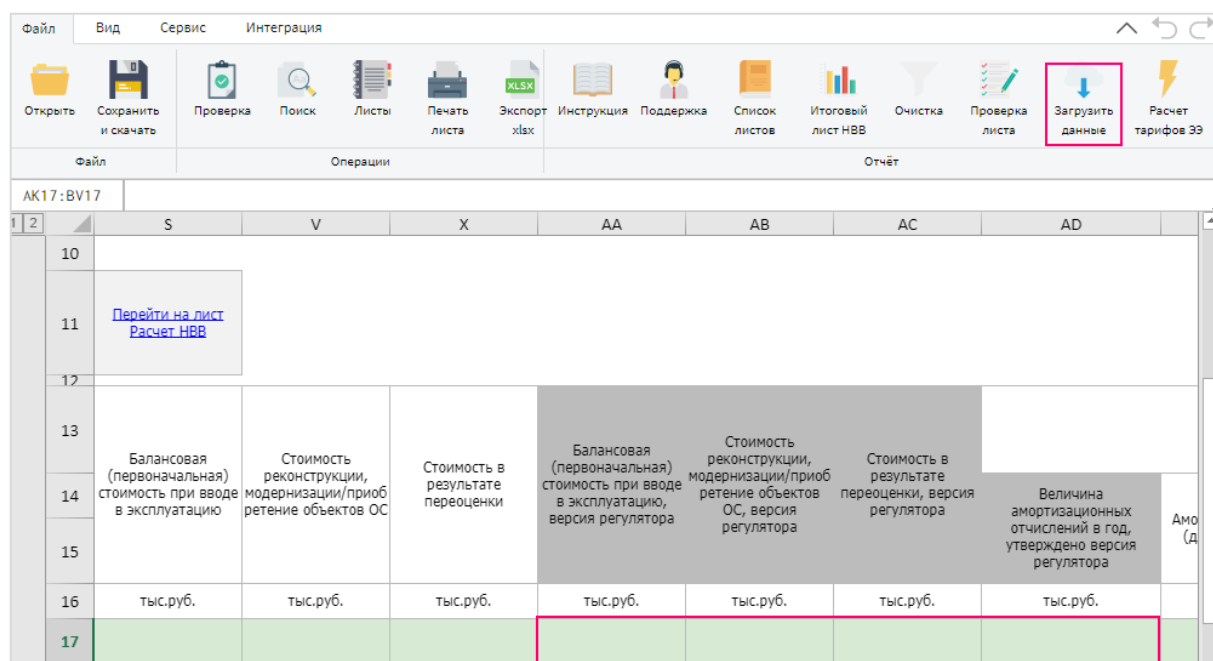 Файл Вид Сервис Интеграция
Открыть Сохранить и скачать Проверка Поиск Листы Печать листа XLSX Экспорт xlsx Инструкция Поддержка Список листов Итоговый лист НВВ Очистка Проверка листа Загрузить данные Расчет тарифов ЭЭ
Файл Операции Отчёт
AK17:BV17
1 2 S V X AA AB AC AD
10
11
Перейти на лист
Расчет НВВ
12
13
14
15
Балансовая
(первоначальная)
стоимость при вводе
в эксплуатацию
Стоимость
реконструкции,
модернизации/приоб
ретение объектов ОС
Стоимость в
результате
переоценки
Балансовая
(первоначальная)
стоимость при вводе
в эксплуатацию,
версия регулятора
Стоимость
реконструкции,
модернизации/приоб
ретение объектов
ОС, версия
регулятора
Стоимость в
результате
переоценки, версия
регулятора
Величина
амортизационных
отчислений в год,
утверждено версия
регулятора
Амо
(д
16 тыс.руб. тыс.руб. тыс.руб. тыс.руб. тыс.руб. тыс.руб. тыс.руб.
17